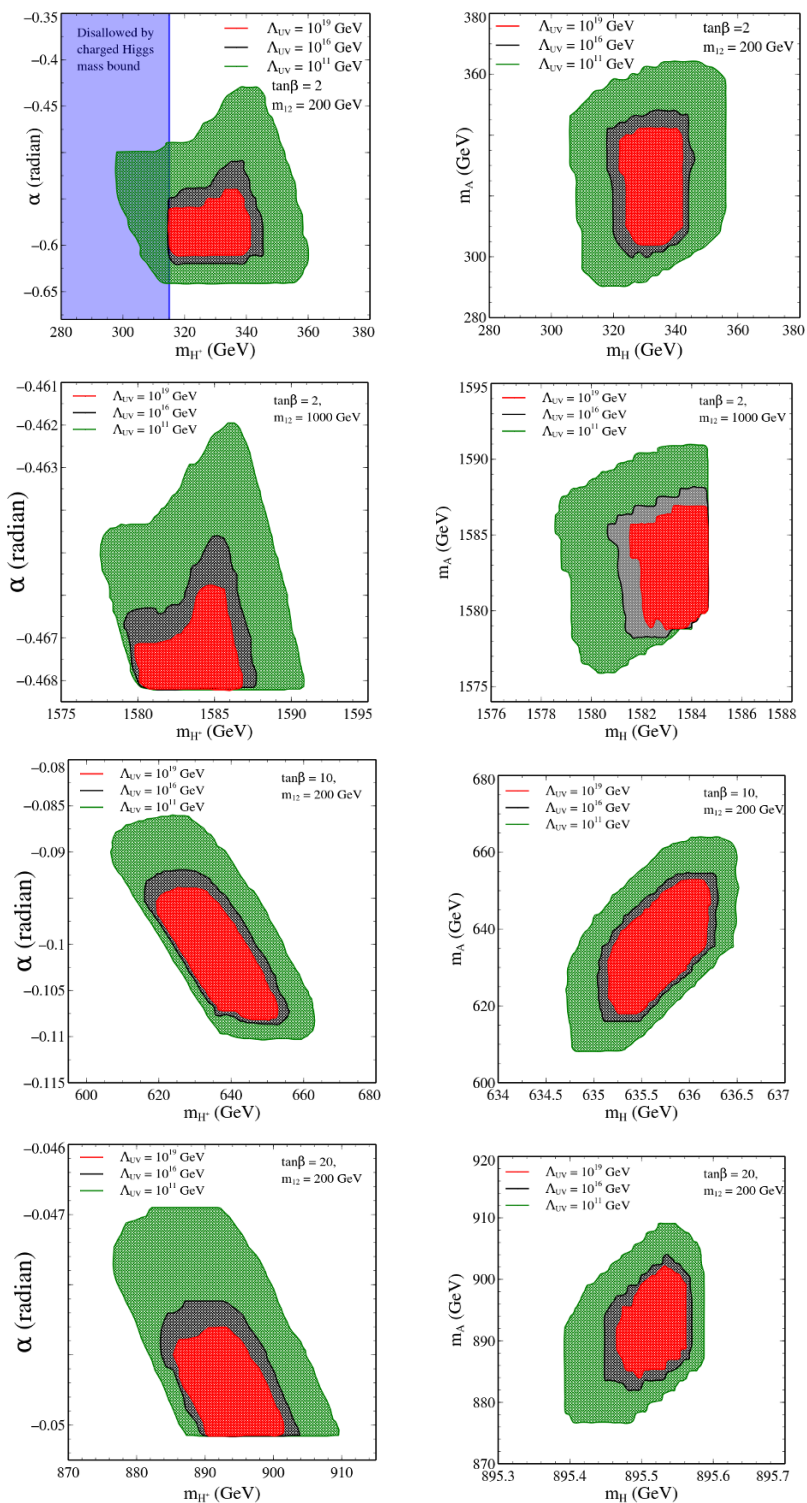 Disallowed by
charged Higgs
mass bound
Λ_UV = 10^19 GeV
Λ_UV = 10^16 GeV
Λ_UV = 10^11 GeV
tanβ = 2
m_12 = 200 GeV
−0.35
−0.4
−0.45
−0.6
−0.65
α (radian)
280 300 320 340 360 380
m_H⁺ (GeV)
Λ_UV = 10^19 GeV
Λ_UV = 10^16 GeV
Λ_UV = 10^11 GeV
tanβ =2
m_12 = 200 GeV
380
360
300
280
m_A (GeV)
280 300 320 340 360 380
m_H (GeV)
Λ_UV = 10^19 GeV
Λ_UV = 10^16 GeV
Λ_UV = 10^11 GeV
tanβ = 2,
m_12 = 1000 GeV
−0.461
−0.462
−0.463
−0.467
−0.468
α (radian)
1575 1580 1585 1590 1595
m_H⁺ (GeV)
Λ_UV = 10^19 GeV
Λ_UV = 10^16 GeV
Λ_UV = 10^11 GeV
tanβ = 2,
m_12 = 1000 GeV
1595
1590
1585
1580
1575
m_A (GeV)
1576 1578 1580 1582 1584 1586 1588
m_H (GeV)
Λ_UV = 10^19 GeV
Λ_UV = 10^16 GeV
Λ_UV = 10^11 GeV
tanβ = 10,
m_12 = 200 GeV
−0.08
−0.085
−0.09
−0.1
−0.105
−0.11
−0.115
α (radian)
600 620 640 660 680
m_H⁺ (GeV)
Λ_UV = 10^19 GeV
Λ_UV = 10^16 GeV
Λ_UV = 10^11 GeV
tanβ = 10,
m_12 = 200 GeV
680
660
640
620
600
m_A (GeV)
634 634.5 635 635.5 636 636.5 637
m_H (GeV)
Λ_UV = 10^19 GeV
Λ_UV = 10^16 GeV
Λ_UV = 10^11 GeV
tanβ = 20,
m_12 = 200 GeV
−0.046
−0.047
−0.05
α (radian)
870 880 890 900 910
m_H⁺ (GeV)
Λ_UV = 10^19 GeV
Λ_UV = 10^16 GeV
Λ_UV = 10^11 GeV
tanβ = 20,
m_12 = 200 GeV
920
910
900
890
880
870
m_A (GeV)
895.3 895.4 895.5 895.6 895.7
m_H (GeV)